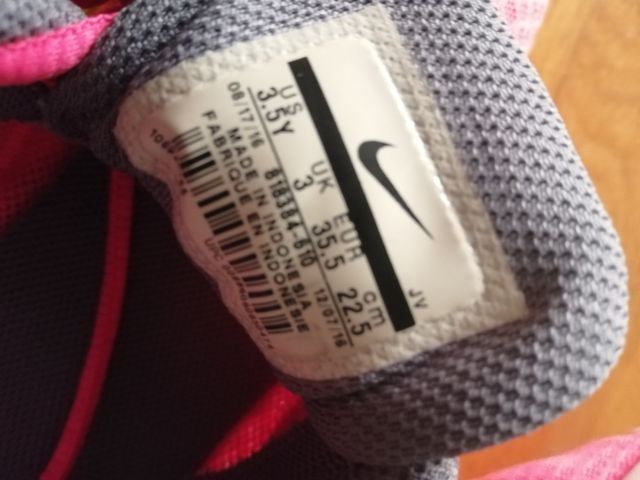 JV
US UK EUR cm
3.5Y 3 35.5 22.5
818384-610
08/17/16 12/07/16
MADE IN INDONESIA
FABRIQUE EN INDONESIE
UPC